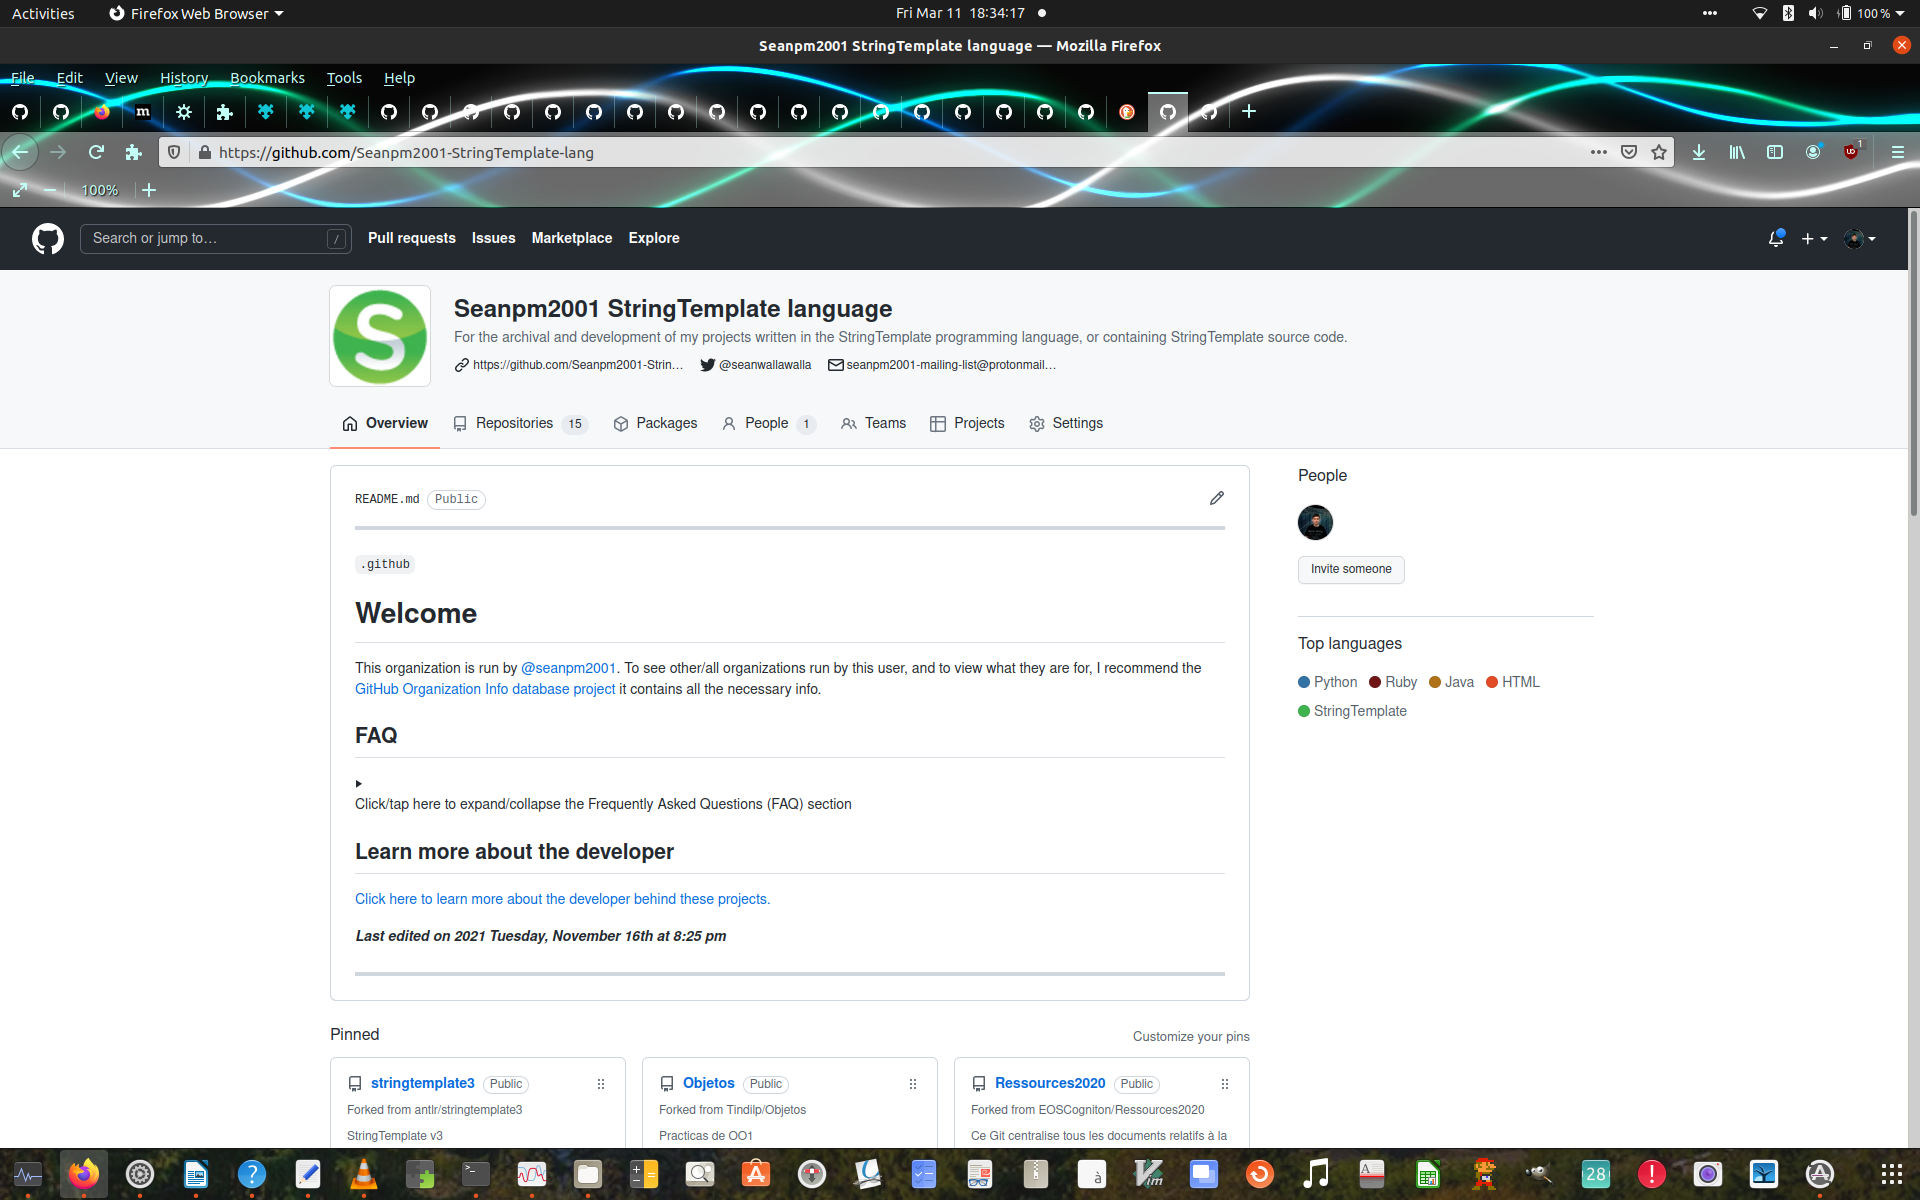 Activities
Firefox Web Browser
Fri Mar 11 18:34:17
100 %
Seanpm2001 StringTemplate language — Mozilla Firefox
File Edit View History Bookmarks Tools Help
m
https://github.com/Seanpm2001-StringTemplate-lang
1
100%
Search or jump to…
/
Pull requests Issues Marketplace Explore
S
Seanpm2001 StringTemplate language
For the archival and development of my projects written in the StringTemplate programming language, or containing StringTemplate source code.
https://github.com/Seanpm2001-Strin… @seanwallawalla seanpm2001-mailing-list@protonmail…
Overview Repositories 15 Packages People 1 Teams Projects Settings
README.md Public
.github
Welcome
This organization is run by @seanpm2001. To see other/all organizations run by this user, and to view what they are for, I recommend the
GitHub Organization Info database project it contains all the necessary info.
FAQ
Click/tap here to expand/collapse the Frequently Asked Questions (FAQ) section
Learn more about the developer
Click here to learn more about the developer behind these projects.
Last edited on 2021 Tuesday, November 16th at 8:25 pm
People
Invite someone
Top languages
Python Ruby Java HTML
StringTemplate
Pinned
Customize your pins
stringtemplate3 Public
Forked from antlr/stringtemplate3
StringTemplate v3
Objetos Public
Forked from Tindilp/Objetos
Practicas de OO1
Ressources2020 Public
Forked from EOSCogniton/Ressources2020
Ce Git centralise tous les documents relatifs à la
?
>_
à
Vim
A
28
!